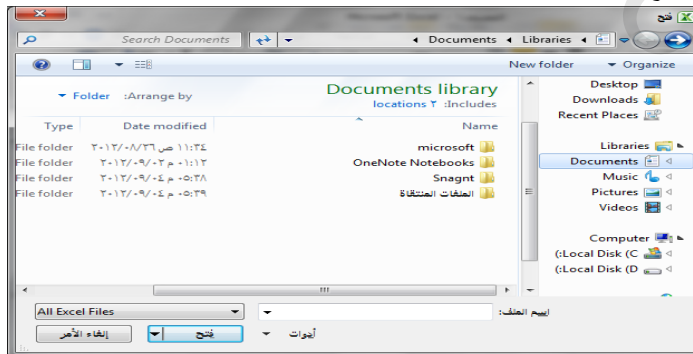 فتح
Libraries
Documents
Search Documents
Organize
New folder
Desktop
Downloads
Recent Places
Libraries
Documents
Music
Pictures
Videos
Computer
Local Disk (C:)
Local Disk (D:)
Documents library
Includes: ٢ locations
Arrange by: Folder
Name Date modified Type
microsoft ١١:٣٤ ص ٢٠١٢/٠٨/٢٦ File folder
OneNote Notebooks ٠١:١٢ م ٢٠١٢/٠٩/٠٢ File folder
Snagnt ٠٥:٣٨ م ٢٠١٢/٠٩/٠٤ File folder
الملفات المنتقاة ٠٥:٣٩ م ٢٠١٢/٠٩/٠٤ File folder
اسم الملف:
All Excel Files
أدوات
فتح
إلغاء الأمر